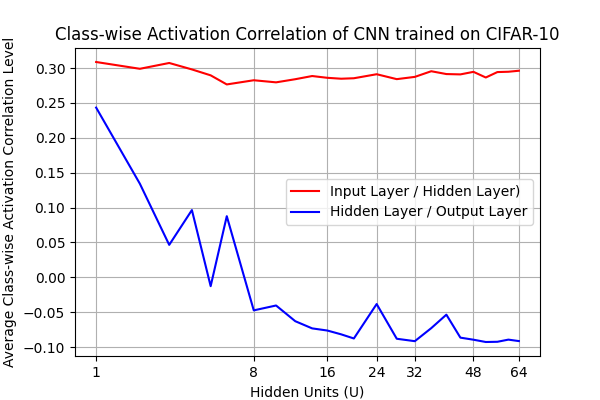 Class-wise Activation Correlation of CNN trained on CIFAR-10
Average Class-wise Activation Correlation Level
0.30
0.25
0.20
0.15
0.10
0.05
0.00
−0.05
−0.10
Input Layer / Hidden Layer)
Hidden Layer / Output Layer
1 8 16 24 32 48 64
Hidden Units (U)